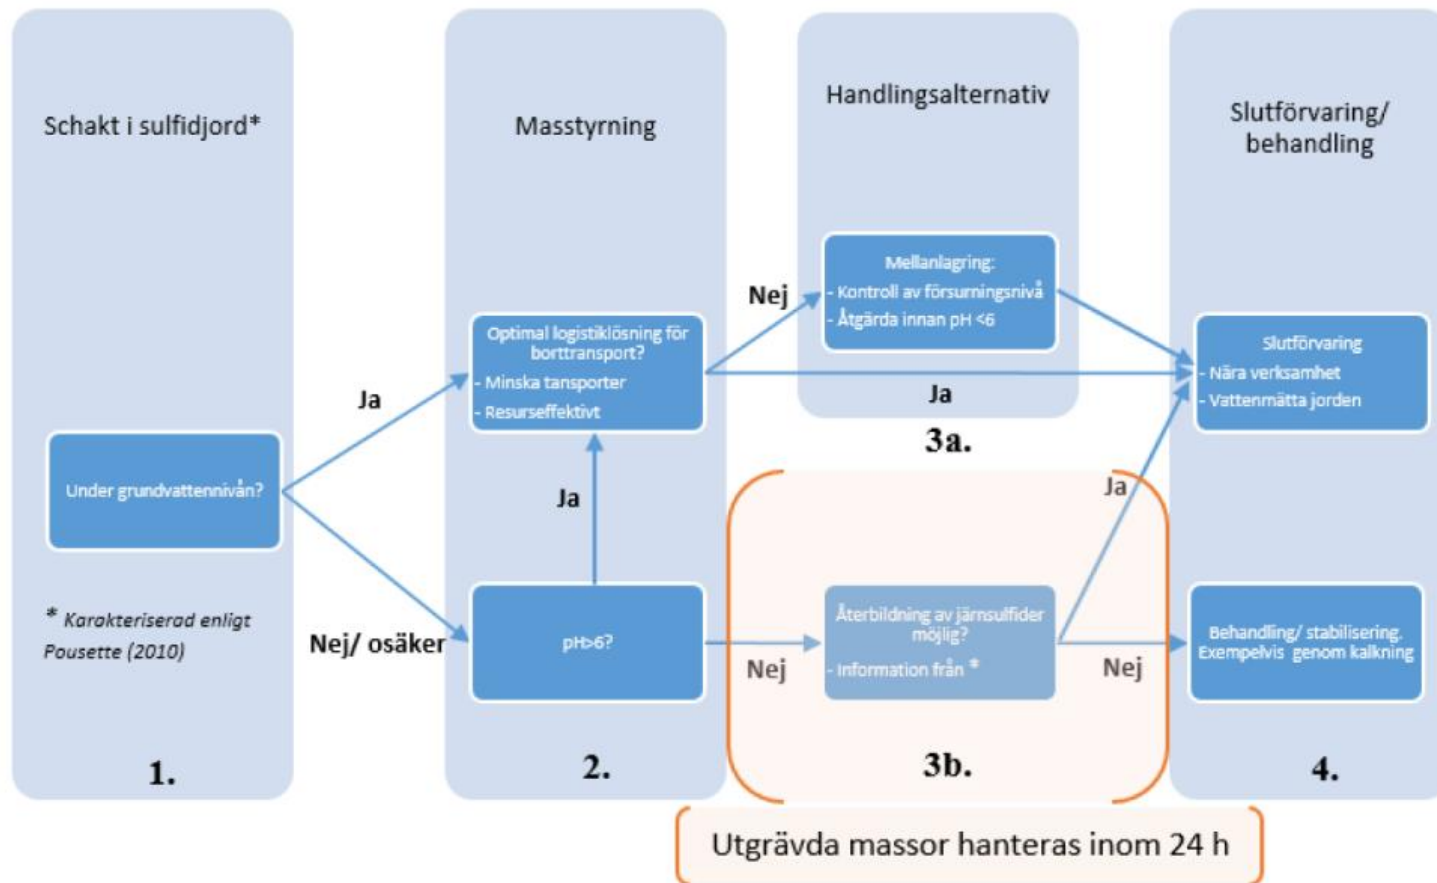 Schakt i sulfidjord*
Under grundvattennivån?
* Karakteriserad enligt
Pousette (2010)
1.
Ja
Nej/ osäker
Masstyrning
Optimal logistiklösning för
borttransport?
- Minska tansporter
- Resurseffektivt
Ja
pH>6?
2.
Nej
Ja
Nej
Handlingsalternativ
Mellanlagring:
- Kontroll av försurningsnivå
- Åtgärda innan pH <6
3a.
Återbildning av järnsulfider
möjlig?
- Information från *
3b.
Ja
Nej
Slutförvaring/
behandling
Slutförvaring
- Nära verksamhet
- Vattenmätta jorden
Behandling/ stabilisering.
Exempelvis genom kalkning
4.
Utgrävda massor hanteras inom 24 h